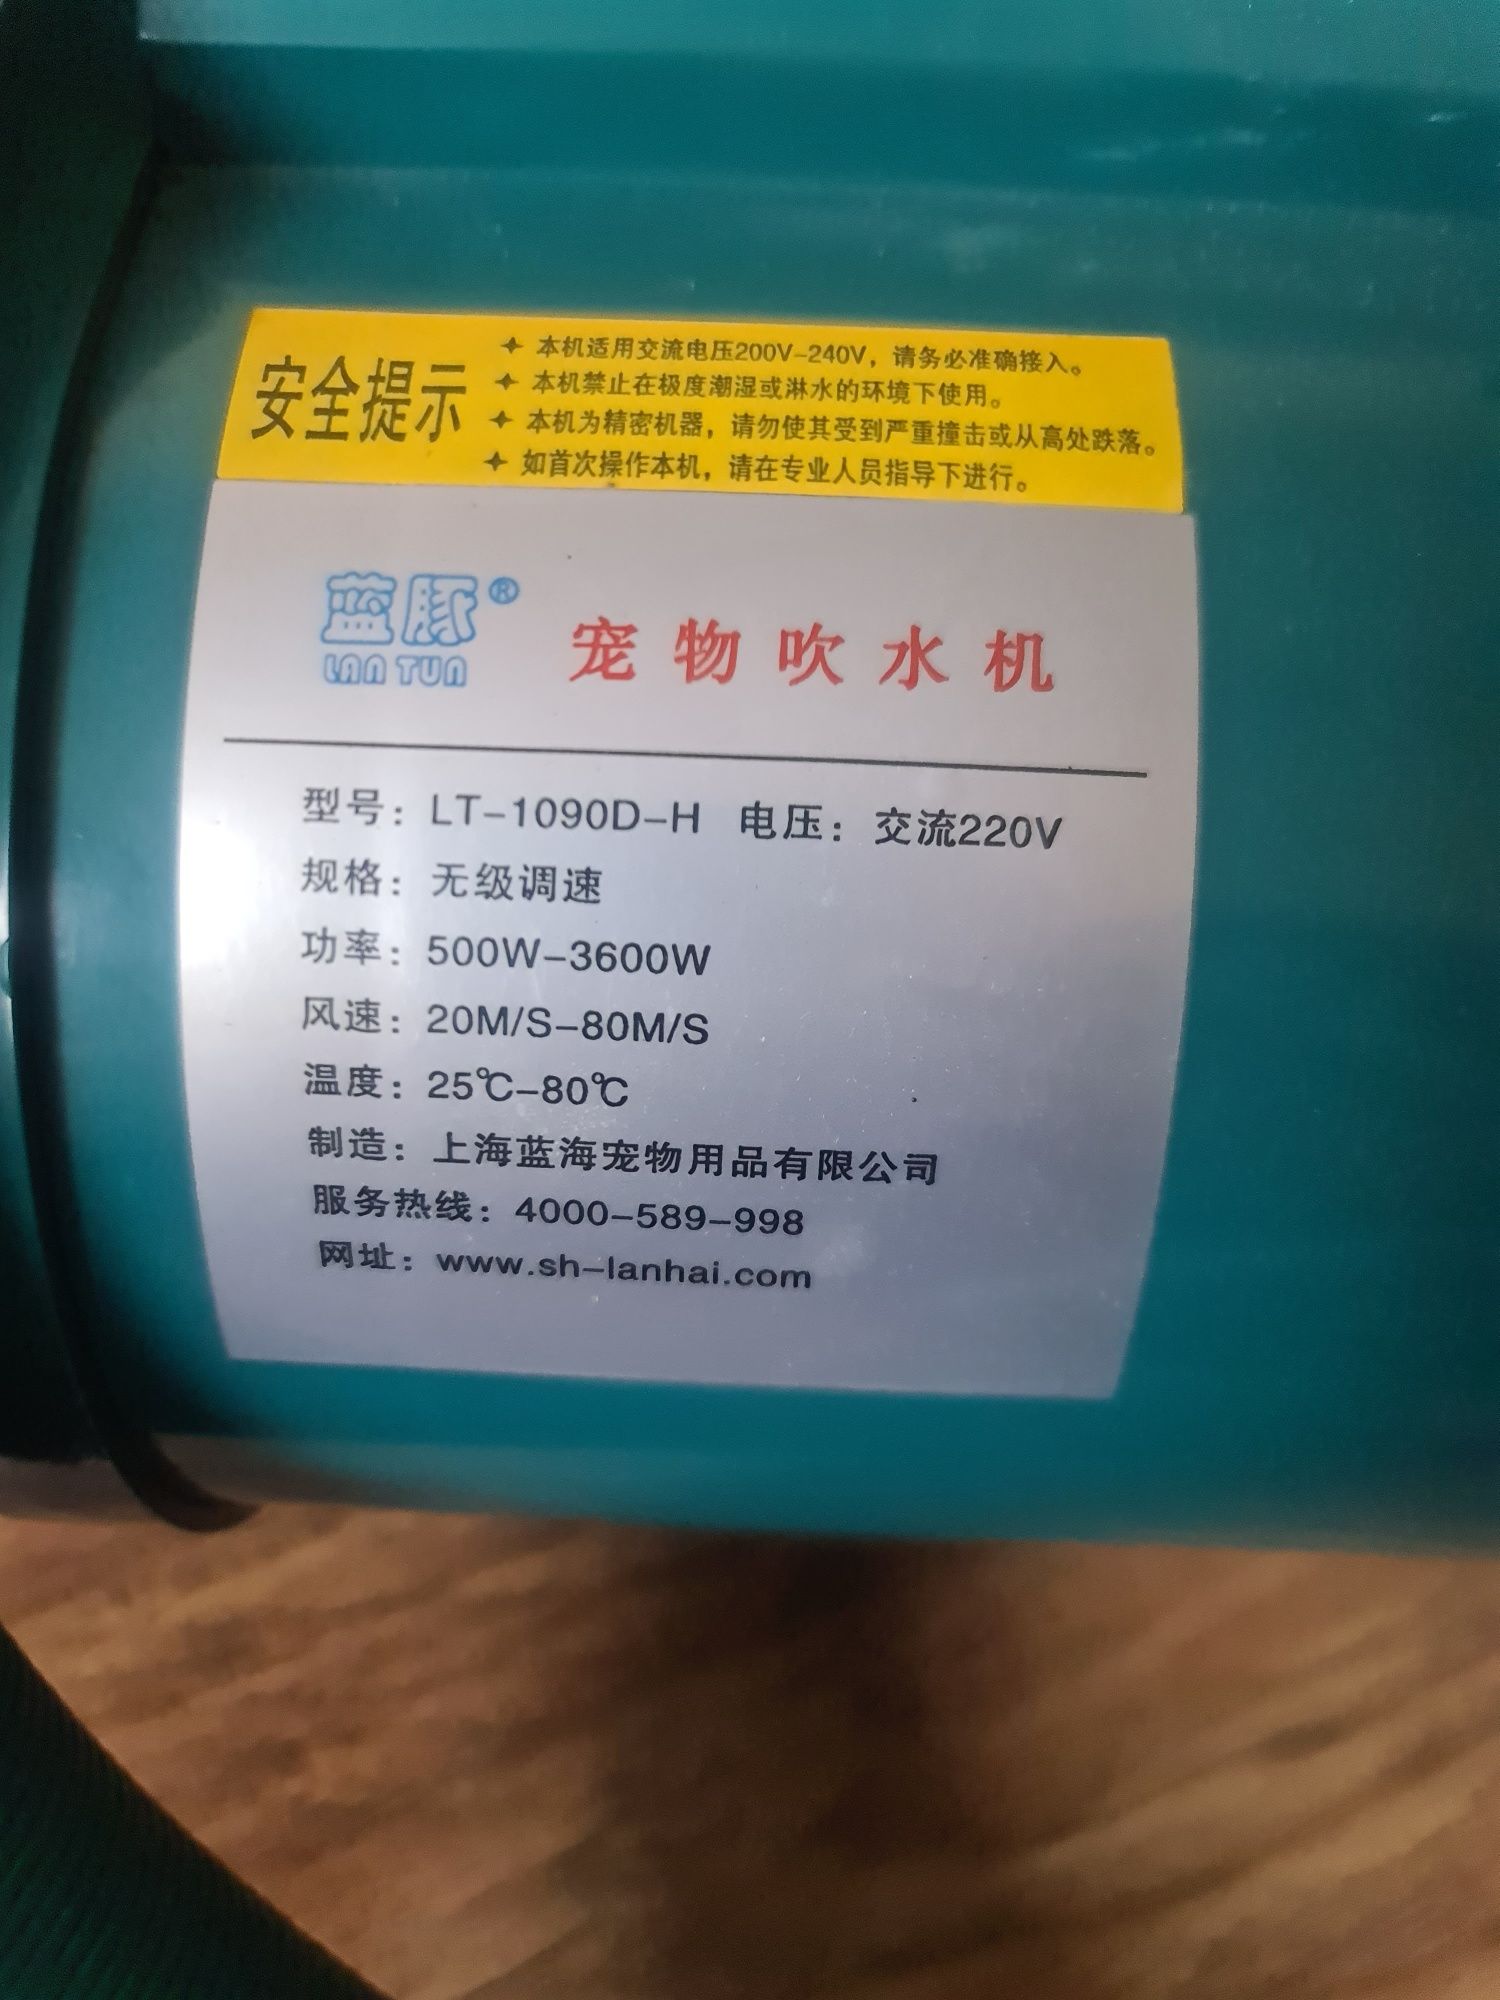 安全提示
✦ 本机适用交流电压200V-240V，请务必准确接入。
✦ 本机禁止在极度潮湿或淋水的环境下使用。
✦ 本机为精密机器，请勿使其受到严重撞击或从高处跌落。
✦ 如首次操作本机，请在专业人员指导下进行。
蓝豚®
LAN TUN
宠物吹水机
型号：LT-1090D-H 电压：交流220V
规格：无级调速
功率：500W-3600W
风速：20M/S-80M/S
温度：25℃-80℃
制造：上海蓝海宠物用品有限公司
服务热线：4000-589-998
网址：www.sh-lanhai.com